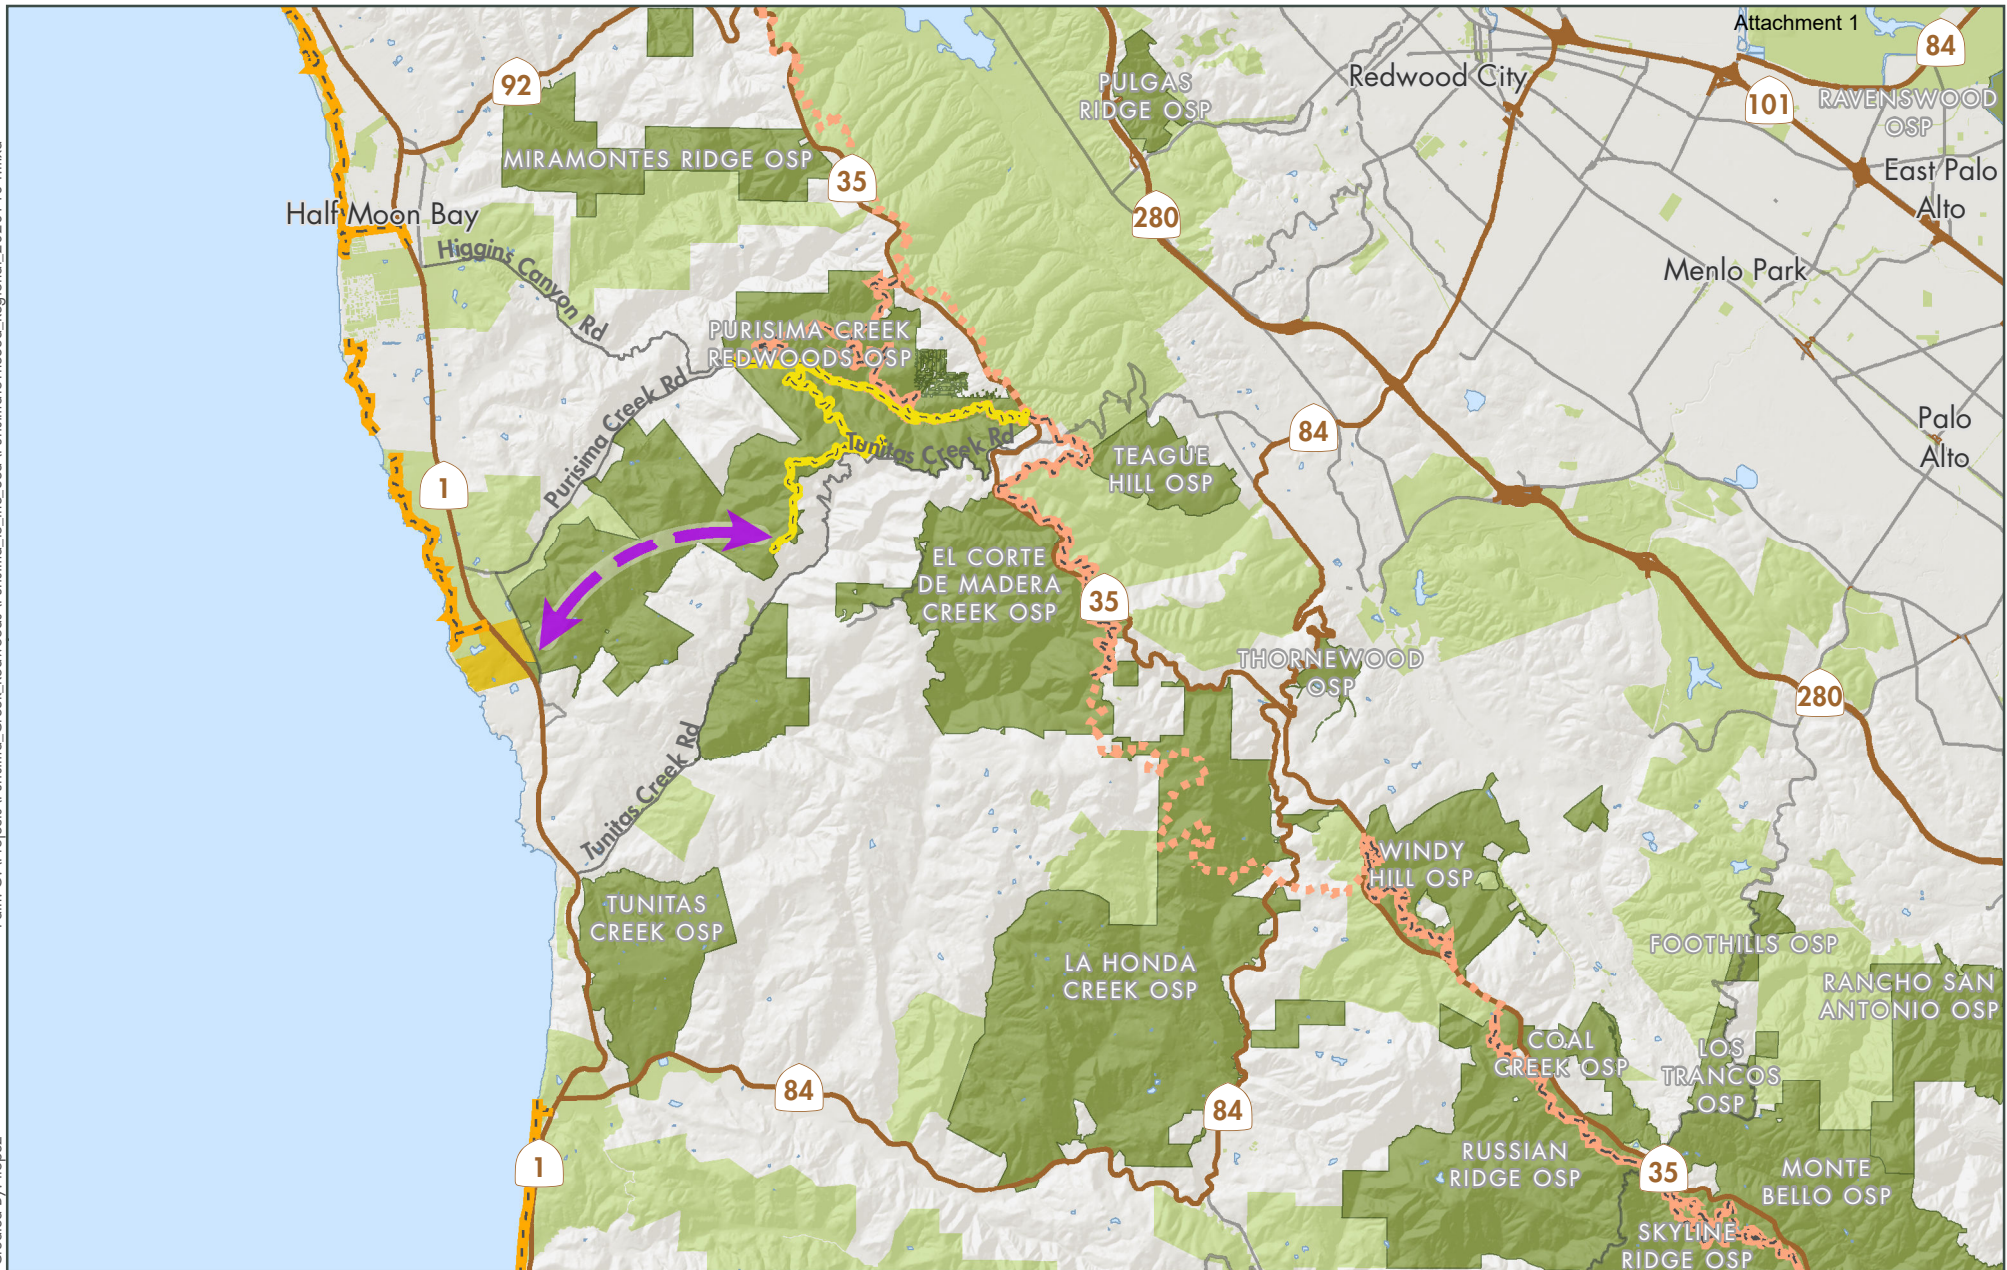 Attachment 1
84
92
PULGAS
RIDGE OSP
Redwood City
101
RAVENSWOOD
OSP
MIRAMONTES RIDGE OSP
35
East Palo
Alto
280
Half Moon Bay
Higgins Canyon Rd
Menlo Park
PURISIMA CREEK
REDWOODS OSP
Purisima Creek Rd
Tunitas Creek Rd
84
Palo
Alto
TEAGUE
HILL OSP
1
EL CORTE
DE MADERA
CREEK OSP
35
THORNEWOOD
OSP
280
Tunitas Creek Rd
WINDY
HILL OSP
TUNITAS
CREEK OSP
FOOTHILLS OSP
LA HONDA
CREEK OSP
RANCHO SAN
ANTONIO OSP
COAL
CREEK OSP
LOS
TRANCOS
OSP
84
84
1
RUSSIAN
RIDGE OSP
35
MONTE
BELLO OSP
SKYLINE
RIDGE OSP